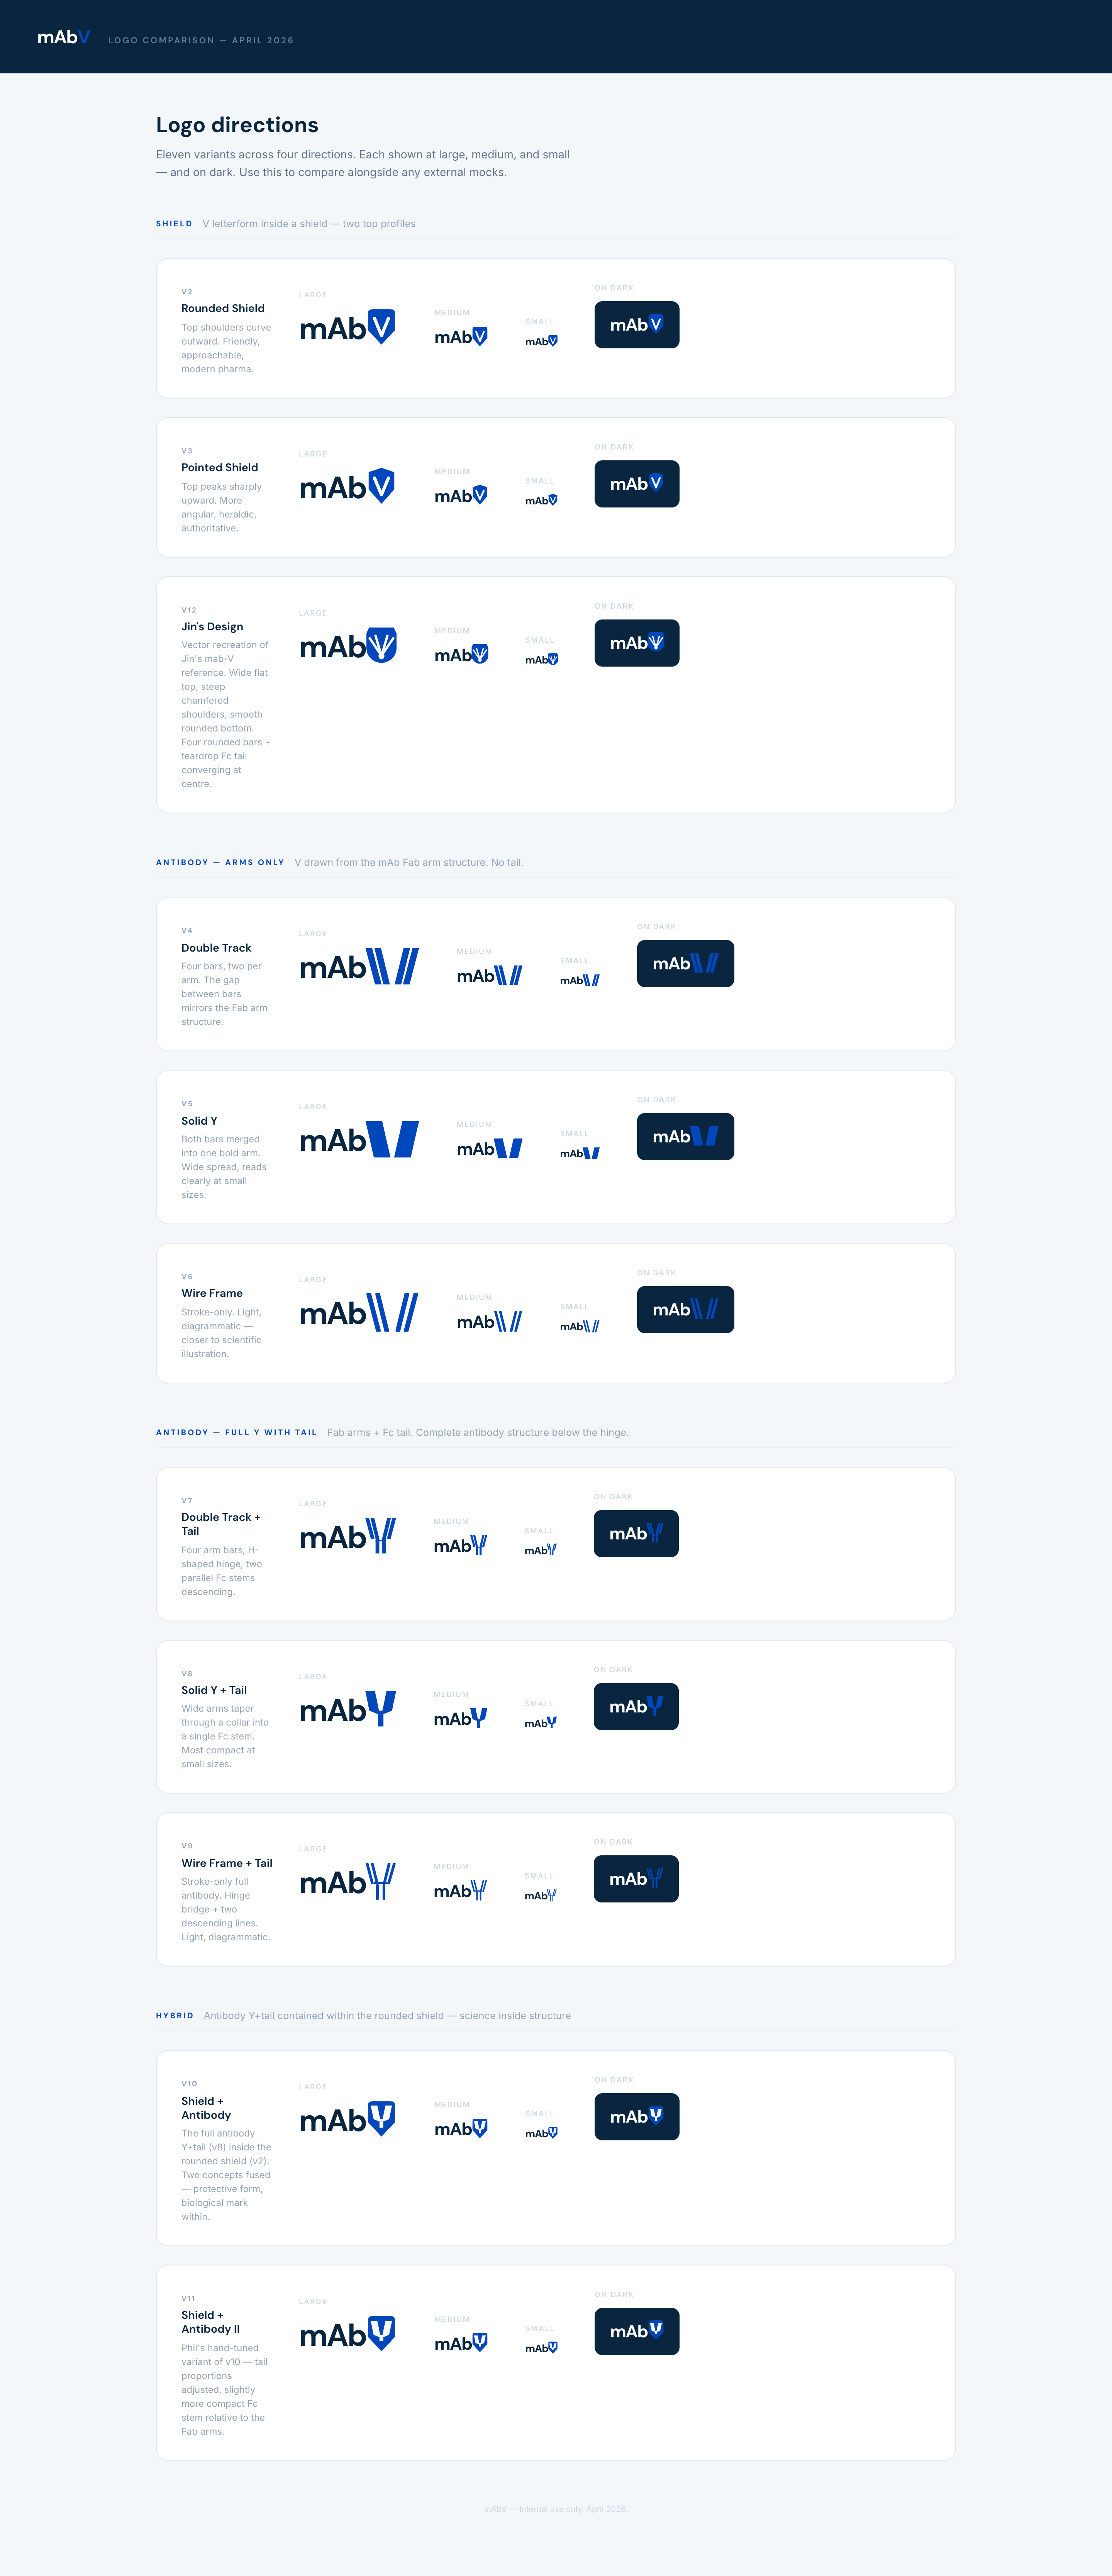 mAbV LOGO COMPARISON — APRIL 2026
Logo directions
Eleven variants across four directions. Each shown at large, medium, and small
— and on dark. Use this to compare alongside any external mocks.
SHIELD V letterform inside a shield — two top profiles
V2
Rounded Shield
Top shoulders curve
outward. Friendly,
approachable,
modern pharma.
LARGE
mAbV
MEDIUM
mAbV
SMALL
mAbV
ON DARK
mAbV
V3
Pointed Shield
Top peaks sharply
upward. More
angular, heraldic,
authoritative.
LARGE
mAbV
MEDIUM
mAbV
SMALL
mAbV
ON DARK
mAbV
V12
Jin's Design
Vector recreation of
Jin's mab-V
reference. Wide flat
top, steep
chamfered
shoulders, smooth
rounded bottom.
Four rounded bars +
teardrop Fc tail
converging at
centre.
LARGE
mAb
MEDIUM
mAb
SMALL
mAb
ON DARK
mAb
ANTIBODY — ARMS ONLY V drawn from the mAb Fab arm structure. No tail.
V4
Double Track
Four bars, two per
arm. The gap
between bars
mirrors the Fab arm
structure.
LARGE
mAb
MEDIUM
mAb
SMALL
mAb
ON DARK
mAb
V5
Solid Y
Both bars merged
into one bold arm.
Wide spread, reads
clearly at small
sizes.
LARGE
mAb
MEDIUM
mAb
SMALL
mAb
ON DARK
mAb
V6
Wire Frame
Stroke-only. Light,
diagrammatic —
closer to scientific
illustration.
LARGE
mAb
MEDIUM
mAb
SMALL
mAb
ON DARK
mAb
ANTIBODY — FULL Y WITH TAIL Fab arms + Fc tail. Complete antibody structure below the hinge.
V7
Double Track +
Tail
Four arm bars, H-
shaped hinge, two
parallel Fc stems
descending.
LARGE
mAb
MEDIUM
mAb
SMALL
mAb
ON DARK
mAb
V8
Solid Y + Tail
Wide arms taper
through a collar into
a single Fc stem.
Most compact at
small sizes.
LARGE
mAb
MEDIUM
mAb
SMALL
mAb
ON DARK
mAb
V9
Wire Frame + Tail
Stroke-only full
antibody. Hinge
bridge + two
descending lines.
Light, diagrammatic.
LARGE
mAb
MEDIUM
mAb
SMALL
mAb
ON DARK
mAb
HYBRID Antibody Y+tail contained within the rounded shield — science inside structure
V10
Shield +
Antibody
The full antibody
Y+tail (v8) inside the
rounded shield (v2).
Two concepts fused
— protective form,
biological mark
within.
LARGE
mAb
MEDIUM
mAb
SMALL
mAb
ON DARK
mAb
V11
Shield +
Antibody II
Phil's hand-tuned
variant of v10 — tail
proportions
adjusted, slightly
more compact Fc
stem relative to the
Fab arms.
LARGE
mAb
MEDIUM
mAb
SMALL
mAb
ON DARK
mAb
mAbV — Internal use only. April 2026.